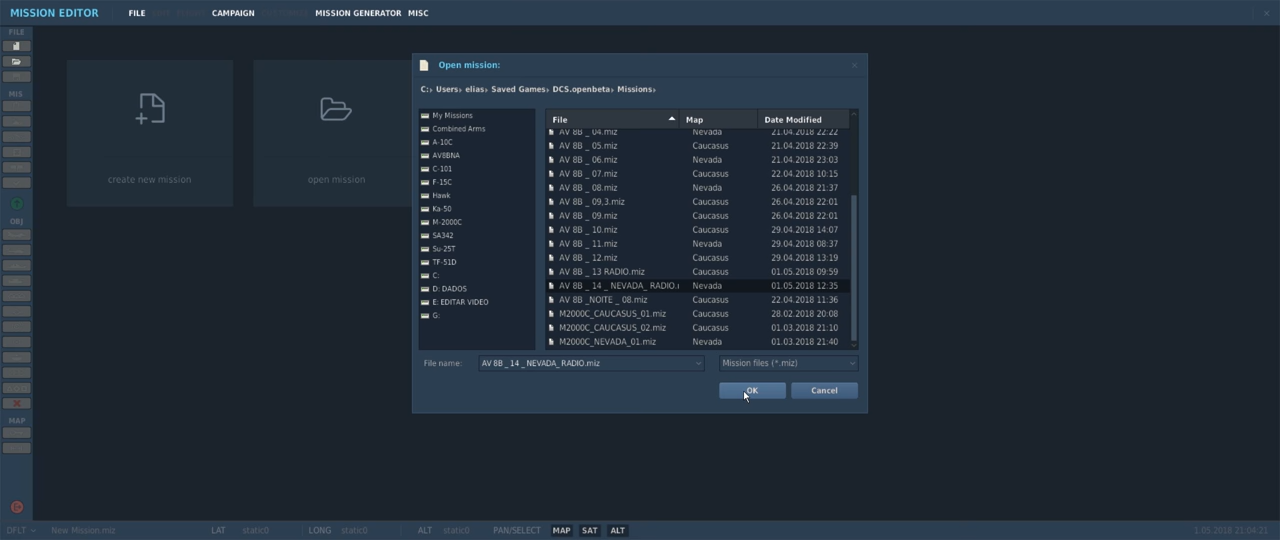 MISSION EDITOR FILE CAMPAIGN MISSION GENERATOR MISC
FILE
MIS
OBJ
MAP
create new mission
open mission
Open mission:
C:› Users› elias› Saved Games› DCS.openbeta› Missions›
My Missions
Combined Arms
A-10C
AV8BNA
C-101
F-15C
Hawk
Ka-50
M-2000C
SA342
Su-25T
TF-51D
C:
D: DADOS
E: EDITAR VIDEO
G:
File Map Date Modified
AV 8B _ 04.miz Nevada 21.04.2018 22:22
AV 8B _ 05.miz Caucasus 21.04.2018 22:39
AV 8B _ 06.miz Nevada 21.04.2018 23:03
AV 8B _ 07.miz Caucasus 22.04.2018 10:15
AV 8B _ 08.miz Nevada 26.04.2018 21:37
AV 8B _ 09,3.miz Caucasus 26.04.2018 22:01
AV 8B _ 09.miz Caucasus 26.04.2018 22:01
AV 8B _ 10.miz Caucasus 29.04.2018 14:07
AV 8B _ 11.miz Nevada 29.04.2018 08:37
AV 8B _ 12.miz Caucasus 29.04.2018 13:19
AV 8B _ 13 RADIO.miz Caucasus 01.05.2018 09:59
AV 8B _ 14 _ NEVADA_ RADIO.ı Nevada 01.05.2018 12:35
AV 8B _NOITE _ 08.miz Caucasus 22.04.2018 11:36
M2000C_CAUCASUS_01.miz Caucasus 28.02.2018 20:08
M2000C_CAUCASUS_02.miz Caucasus 01.03.2018 21:10
M2000C_NEVADA_01.miz Nevada 01.03.2018 21:40
File name: AV 8B _ 14 _ NEVADA_ RADIO.miz Mission files (*.miz)
OK Cancel
DFLT New Mission.miz LAT static0 LONG static0 ALT static0 PAN/SELECT MAP SAT ALT 1.05.2018 21:04:21